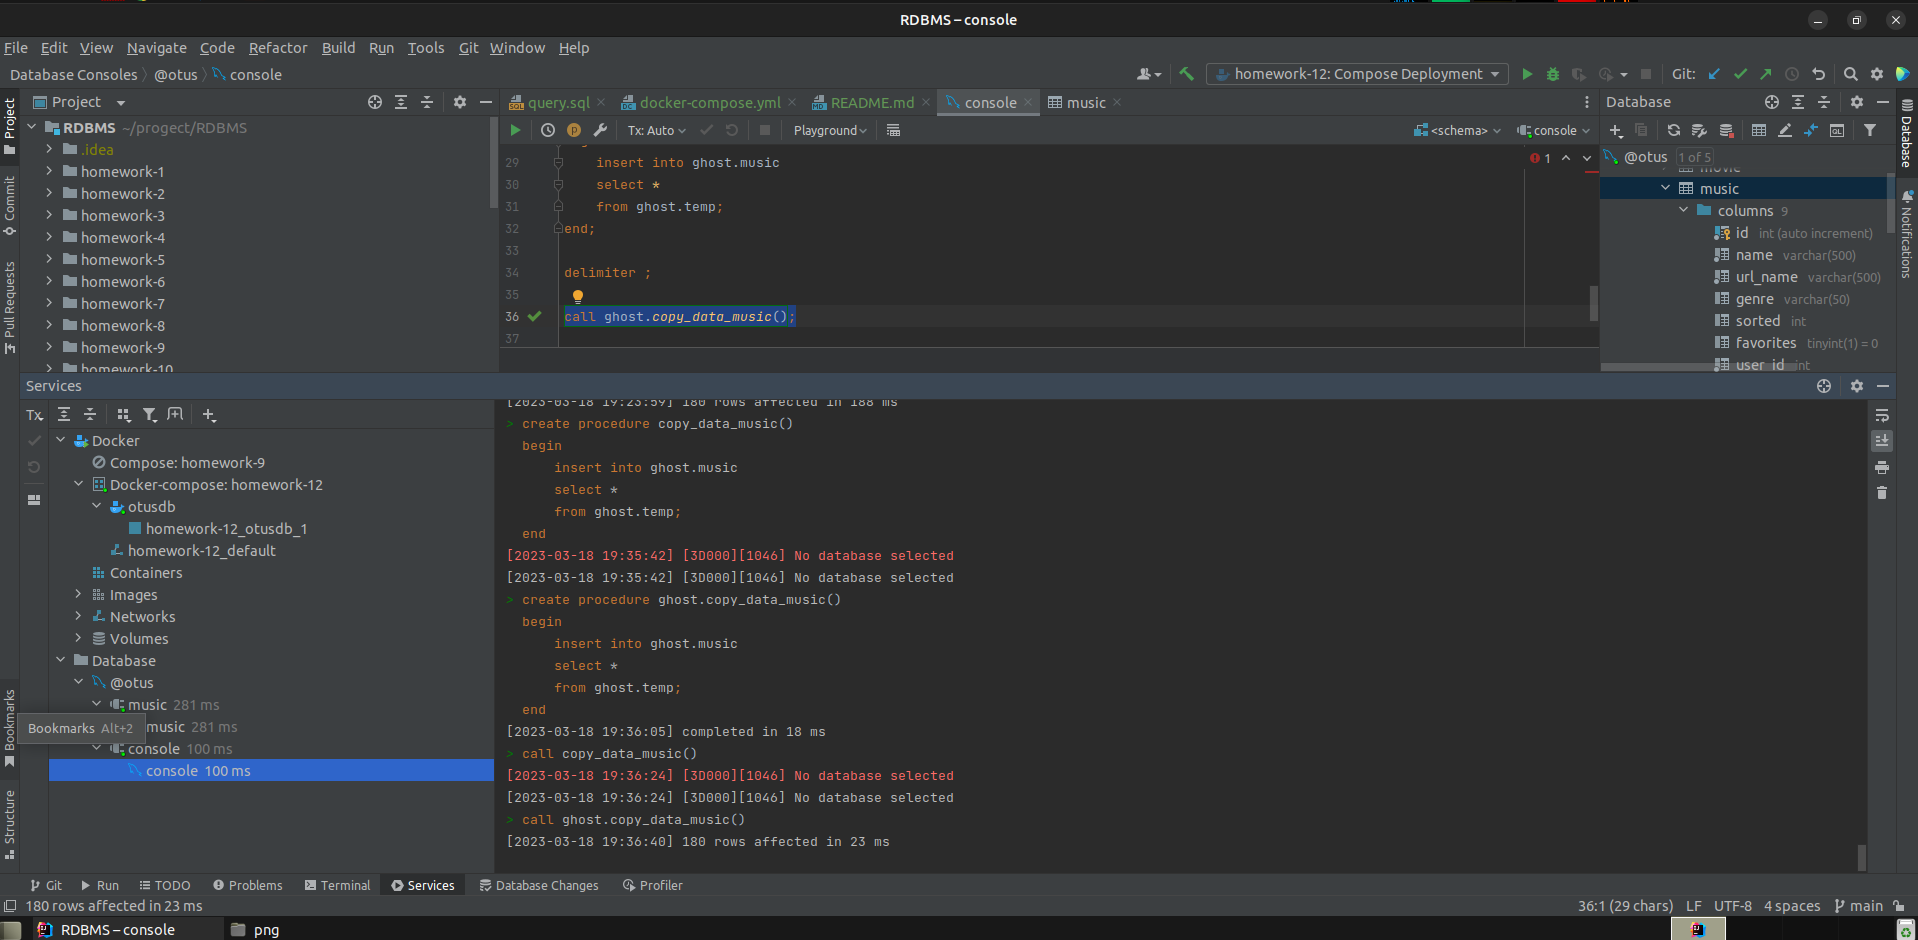 RDBMS – console
File Edit View Navigate Code Refactor Build Run Tools Git Window Help
Database Consoles @otus console
homework-12: Compose Deployment
Git:
Project
query.sql
docker-compose.yml
README.md
console
music
Database
Tx: Auto
Playground
<schema>
console
RDBMS ~/progect/RDBMS
.idea
homework-1
homework-2
homework-3
homework-4
homework-5
homework-6
homework-7
homework-8
homework-9
homework-10
29 insert into ghost.music
30 select *
31 from ghost.temp;
32 end;
33
34 delimiter ;
35
36 call ghost.copy_data_music();
37
1
@otus 1 of 5
movie
music
columns 9
id int (auto increment)
name varchar(500)
url_name varchar(500)
genre varchar(50)
sorted int
favorites tinyint(1) = 0
user_id int
Project
Commit
Pull Requests
Bookmarks
Structure
Database
Notifications
Services
Tx
Docker
Compose: homework-9
Docker-compose: homework-12
otusdb
homework-12_otusdb_1
homework-12_default
Containers
Images
Networks
Volumes
Database
@otus
music 281 ms
music 281 ms
console 100 ms
console 100 ms
Bookmarks Alt+2
[2023-03-18 19:23:59] 180 rows affected in 188 ms
> create procedure copy_data_music()
begin
insert into ghost.music
select *
from ghost.temp;
end
[2023-03-18 19:35:42] [3D000][1046] No database selected
[2023-03-18 19:35:42] [3D000][1046] No database selected
> create procedure ghost.copy_data_music()
begin
insert into ghost.music
select *
from ghost.temp;
end
[2023-03-18 19:36:05] completed in 18 ms
> call copy_data_music()
[2023-03-18 19:36:24] [3D000][1046] No database selected
[2023-03-18 19:36:24] [3D000][1046] No database selected
> call ghost.copy_data_music()
[2023-03-18 19:36:40] 180 rows affected in 23 ms
Git Run TODO Problems Terminal Services Database Changes Profiler
180 rows affected in 23 ms
36:1 (29 chars) LF UTF-8 4 spaces main
RDBMS – console
png